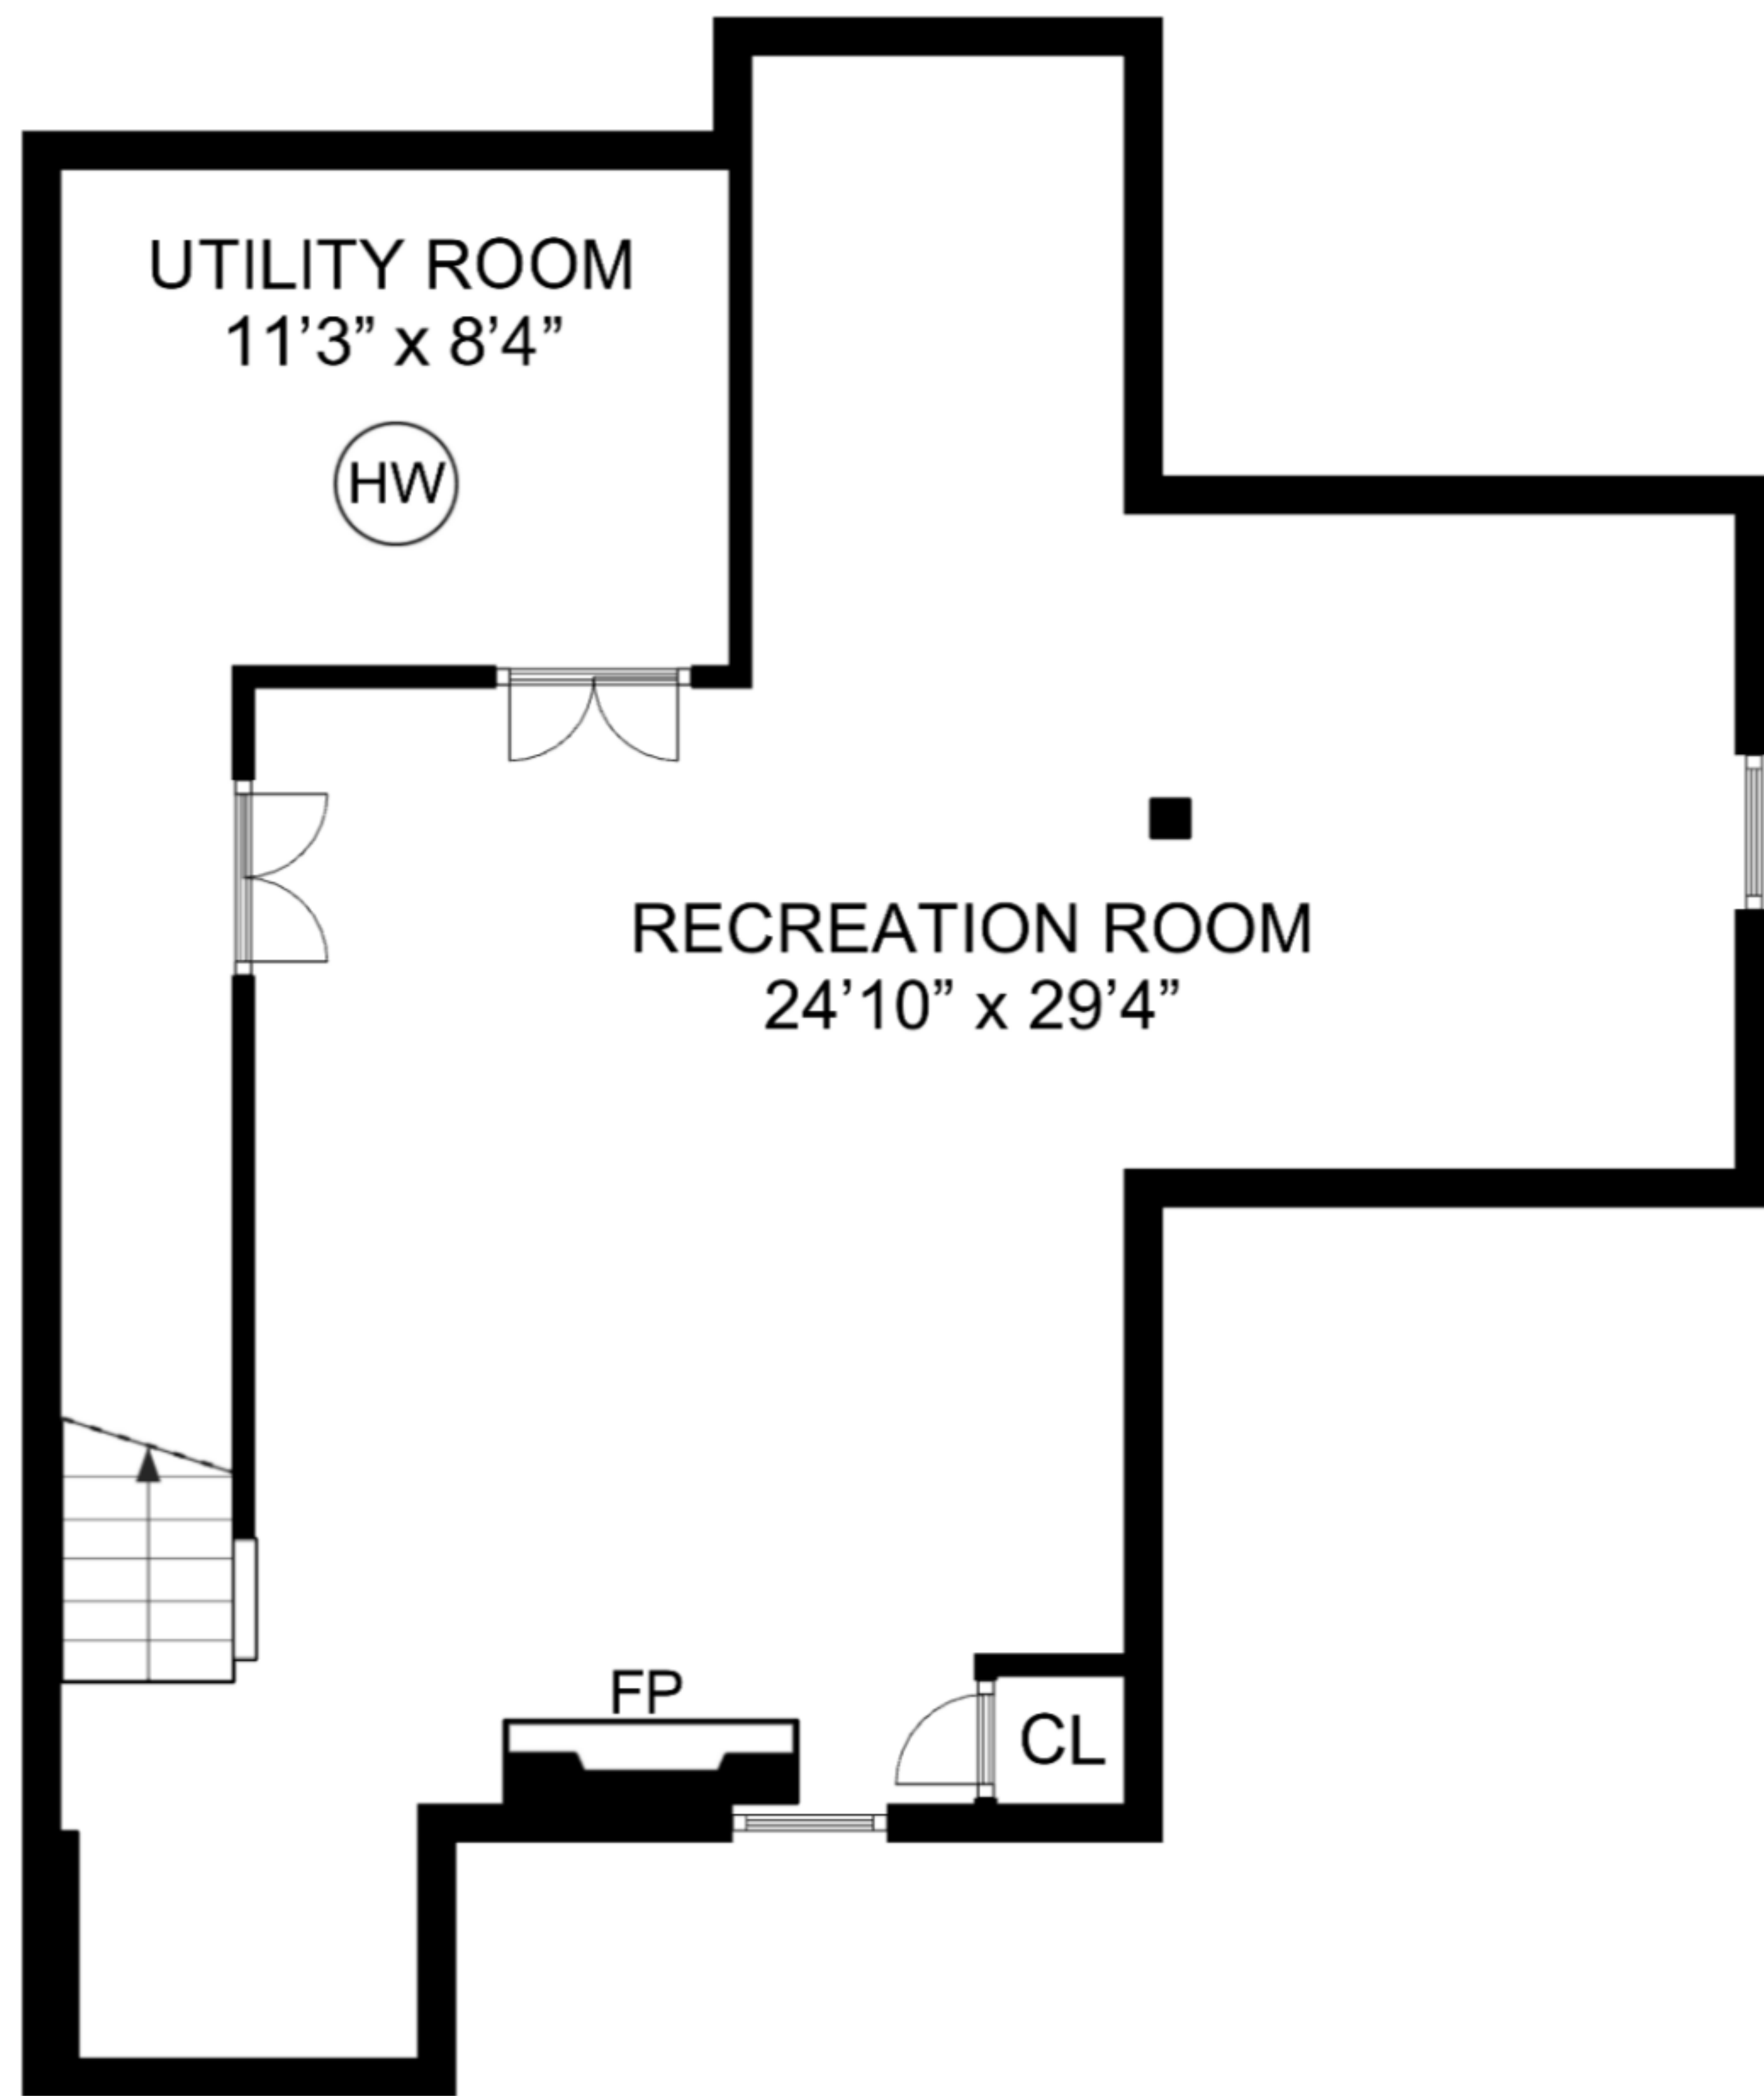 UTILITY ROOM
11’3” x 8’4”
HW
RECREATION ROOM
24’10” x 29’4”
FP
CL